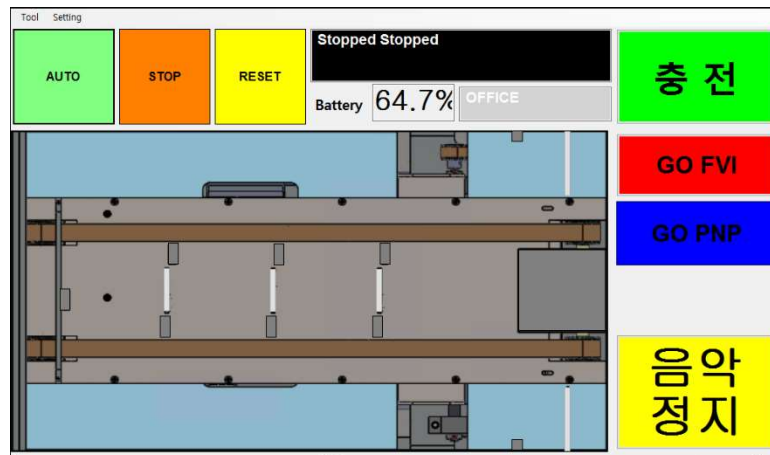 Tool Setting
AUTO
STOP
RESET
Stopped Stopped
Battery 64.7% OFFICE
충 전
GO FVI
GO PNP
음악
정지